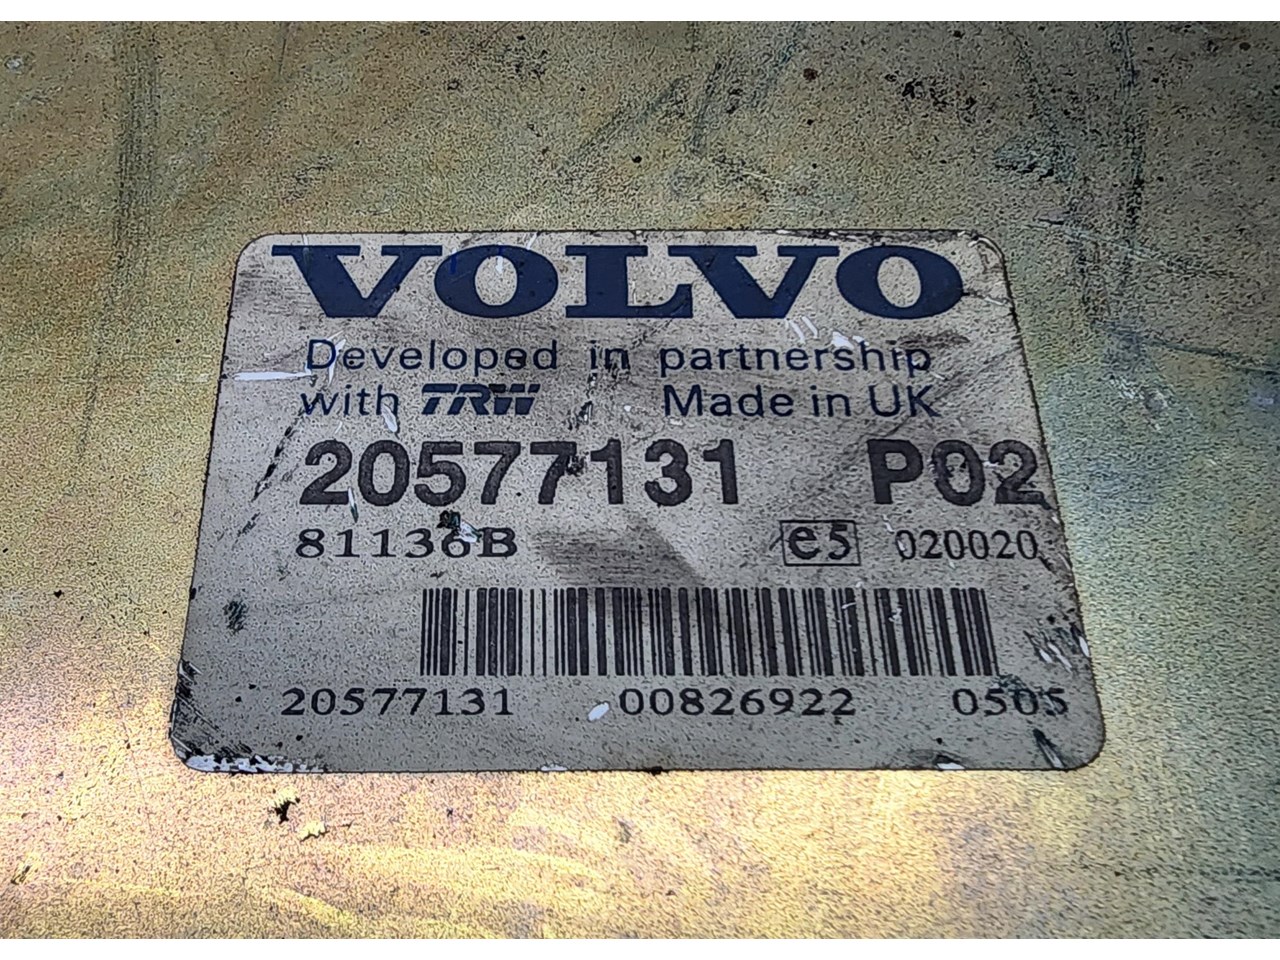 VOLVO
Developed in partnership
with TRW Made in UK
20577131 P02
81136B e5 020020
20577131 00826922 0505